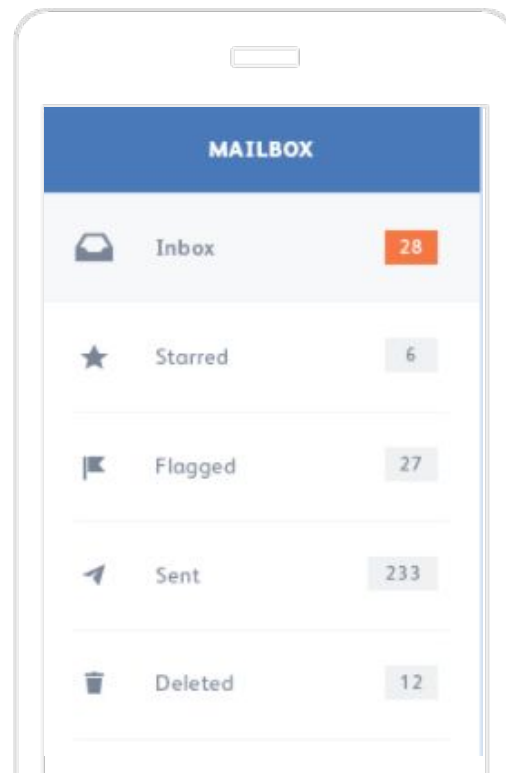 MAILBOX
Inbox 28
Starred 6
Flagged 27
Sent 233
Deleted 12